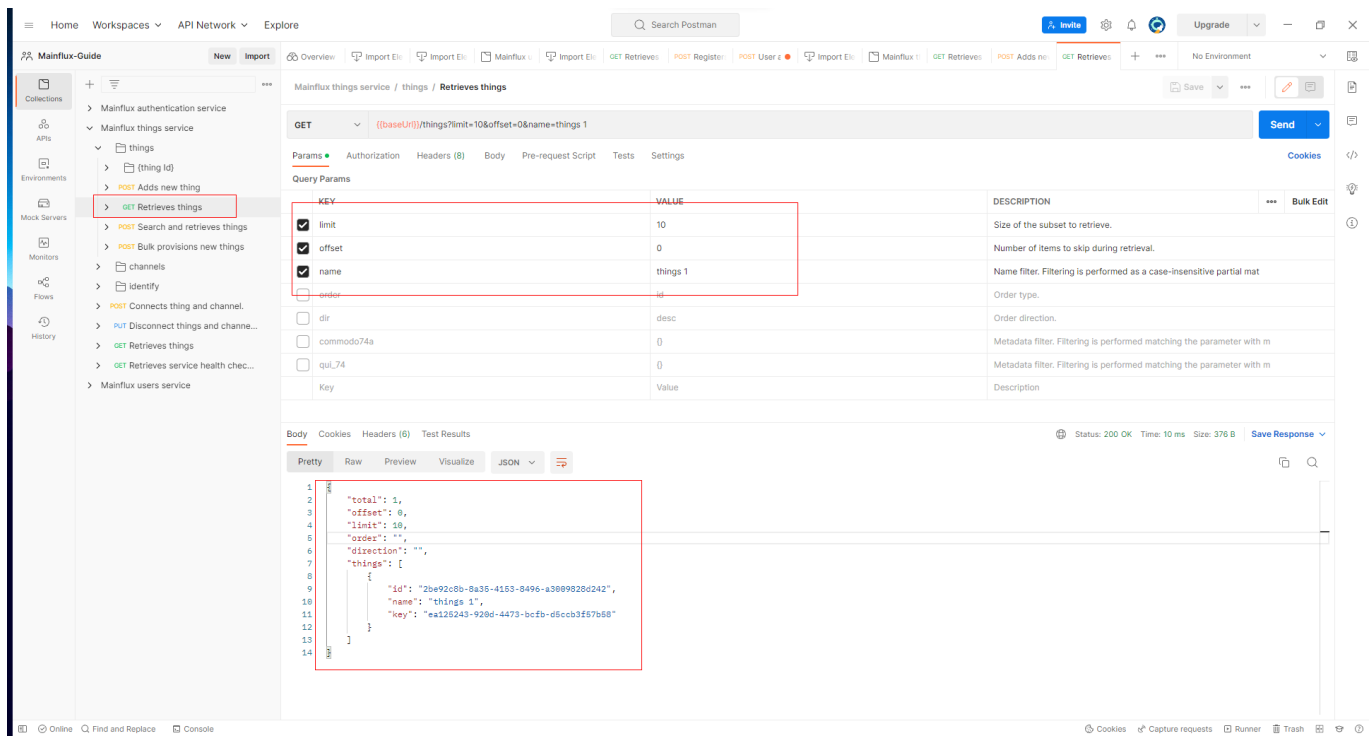 Home Workspaces API Network Explore Search Postman Invite Upgrade
Mainflux-Guide New Import Overview Import Elo Import Elo Mainflux c Import Elo GET Retrieves POST Register POST User a Import Elo Mainflux t GET Retrieves POST Adds ne GET Retrieves No Environment
Collections
APIs
Environments
Mock Servers
Monitors
Flows
History
Mainflux authentication service
Mainflux things service
things
{thing Id}
POST Adds new thing
GET Retrieves things
POST Search and retrieves things
POST Bulk provisions new things
channels
identify
POST Connects thing and channel.
PUT Disconnect things and channe...
GET Retrieves things
GET Retrieves service health chec...
Mainflux users service
Mainflux things service / things / Retrieves things Save
GET {{baseUrl}}/things?limit=10&offset=0&name=things 1 Send
Params Authorization Headers (8) Body Pre-request Script Tests Settings Cookies
Query Params
KEY VALUE DESCRIPTION Bulk Edit
limit 10 Size of the subset to retrieve.
offset 0 Number of items to skip during retrieval.
name things 1 Name filter. Filtering is performed as a case-insensitive partial mat
order id Order type.
dir desc Order direction.
commodo74a {} Metadata filter. Filtering is performed matching the parameter with m
qui_74 {} Metadata filter. Filtering is performed matching the parameter with m
Key Value Description
Body Cookies Headers (6) Test Results Status: 200 OK Time: 10 ms Size: 376 B Save Response
Pretty Raw Preview Visualize JSON
1 {
2 "total": 1,
3 "offset": 0,
4 "limit": 10,
5 "order": "",
6 "direction": "",
7 "things": [
8 {
9 "id": "2be92c8b-8a35-4153-8496-a3009828d242",
10 "name": "things 1",
11 "key": "ea125243-920d-4473-bcfb-d5ccb3f57b58"
12 }
13 ]
14 }
Online Find and Replace Console Cookies Capture requests Runner Trash